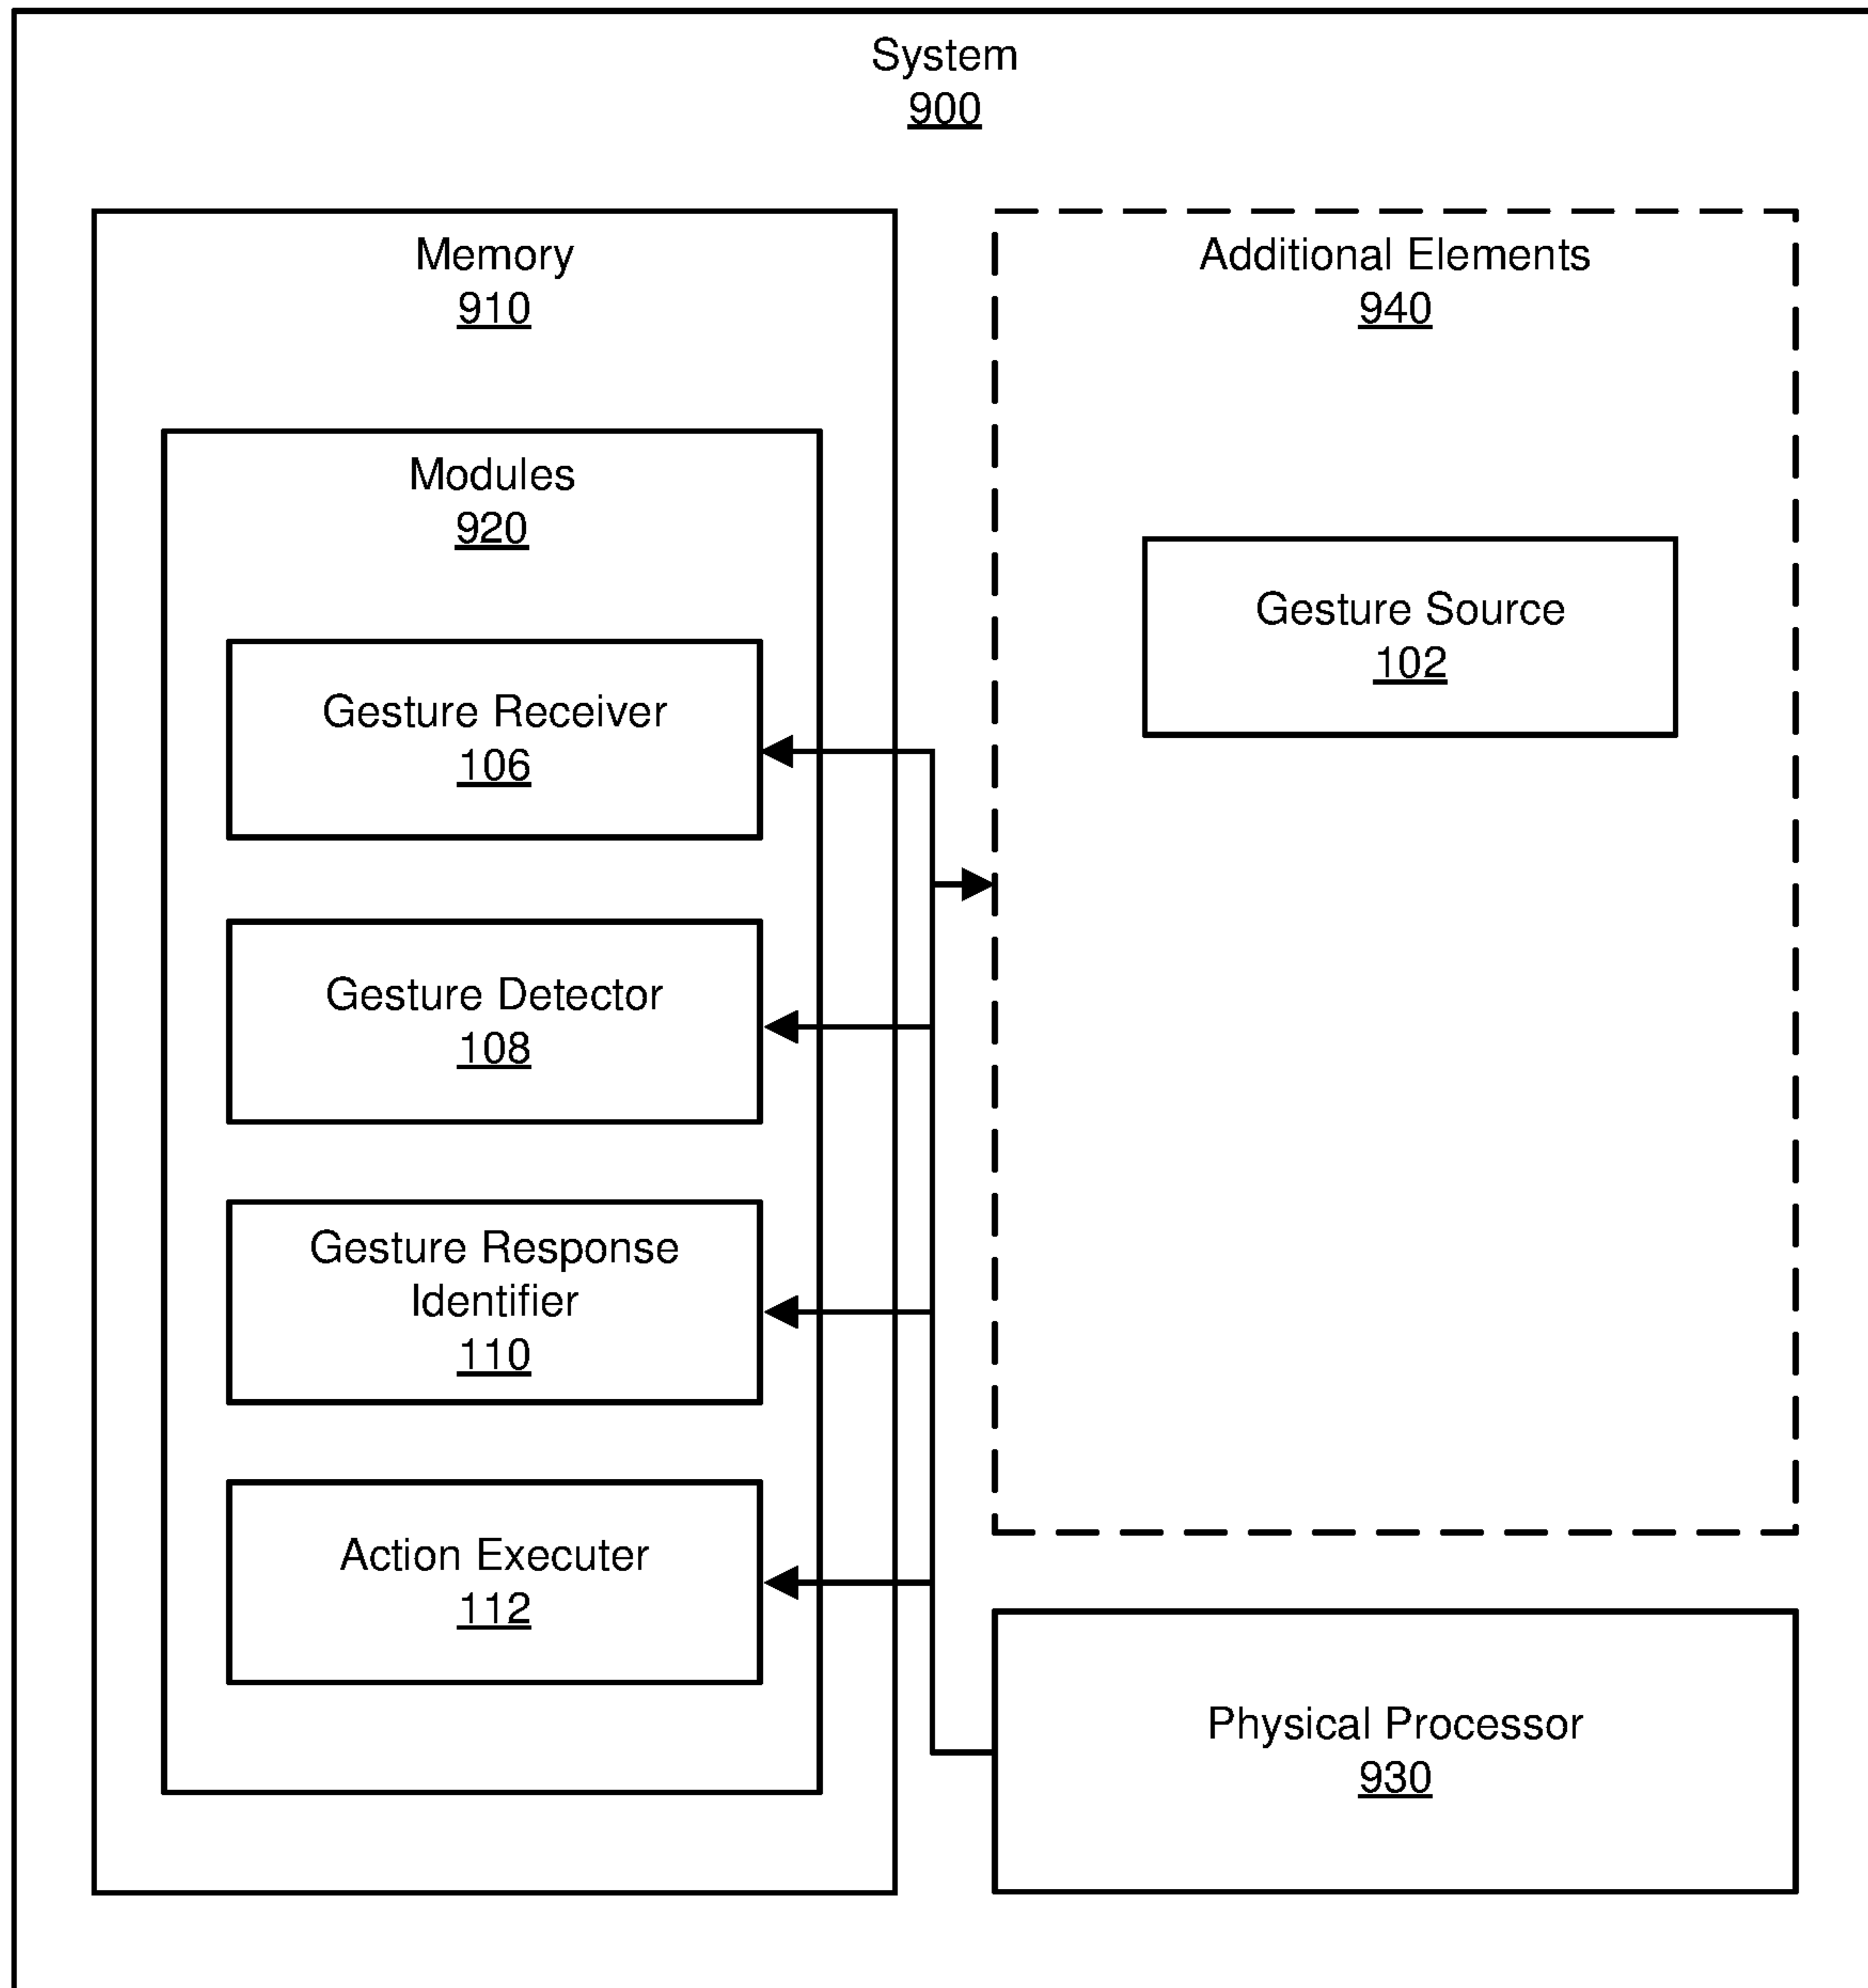 System
900
Memory
910
Modules
920
Gesture Receiver
106
Gesture Detector
108
Gesture Response
Identifier
110
Action Executer
112
Additional Elements
940
Gesture Source
102
Physical Processor
930